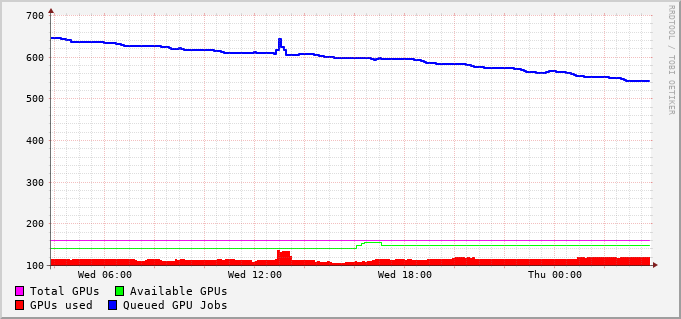 700
600
500
400
300
200
100
Wed 06:00 Wed 12:00 Wed 18:00 Thu 00:00
Total GPUs Available GPUs
GPUs used Queued GPU Jobs
RRDTOOL / TOBI OETIKER